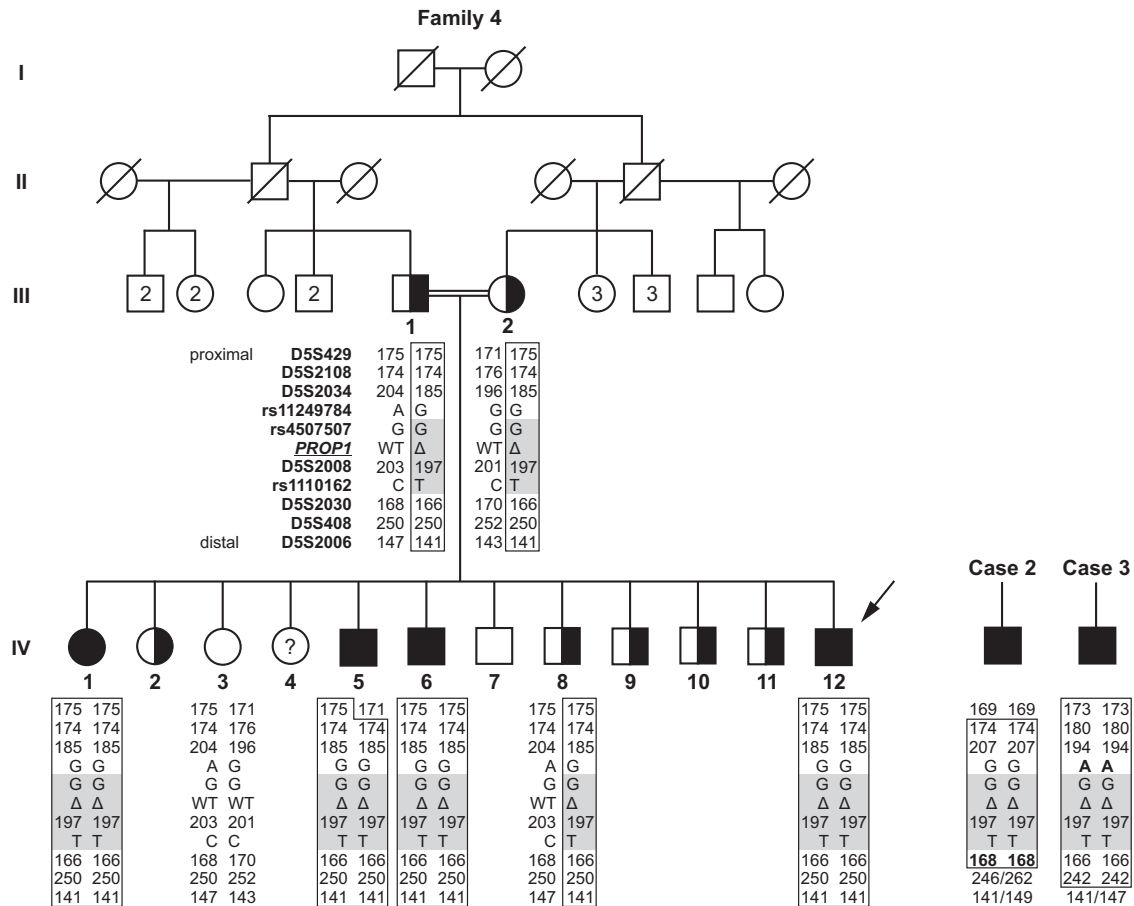 Family 4
I
II
2 2 2 3 3
III
1 2
proximal D5S429 175 175 171 175
D5S2108 174 174 176 174
D5S2034 204 185 196 185
rs11249784 A G G G
rs4507507 G G G G
PROP1 WT Δ WT Δ
D5S2008 203 197 201 197
rs1110162 C T C T
D5S2030 168 166 170 166
D5S408 250 250 252 250
distal D5S2006 147 141 143 141
Case 2 Case 3
IV ?
1 2 3 4 5 6 7 8 9 10 11 12
175 175 175 171 175 171 175 175 175 175 175 175 169 169 173 173
174 174 174 176 174 174 174 174 174 174 174 174 174 174 180 180
185 185 204 196 185 185 185 185 204 185 185 185 207 207 194 194
G G A G G G G G A G G G G G A A
G G G G G G G G G G G G G G G G
Δ Δ WT WT Δ Δ Δ Δ WT Δ Δ Δ Δ Δ Δ Δ
197 197 203 201 197 197 197 197 203 197 197 197 197 197 197 197
T T C C T T T T C T T T T T T T
166 166 168 170 166 166 166 166 168 166 166 166 168 168 166 166
250 250 250 252 250 250 250 250 250 250 250 250 246/262 242 242
141 141 147 143 141 141 141 141 147 141 141 141 141/149 141/147